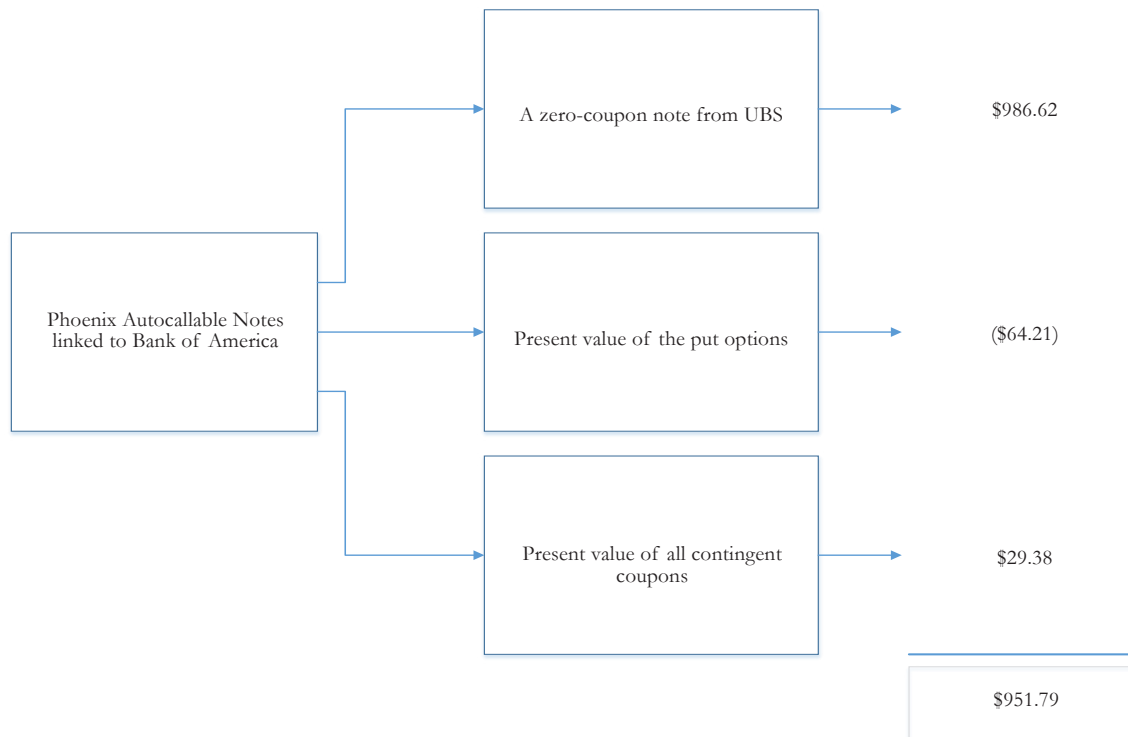 A zero-coupon note from UBS
$986.62
Phoenix Autocallable Notes
linked to Bank of America
Present value of the put options
($64.21)
Present value of all contingent
coupons
$29.38
$951.79